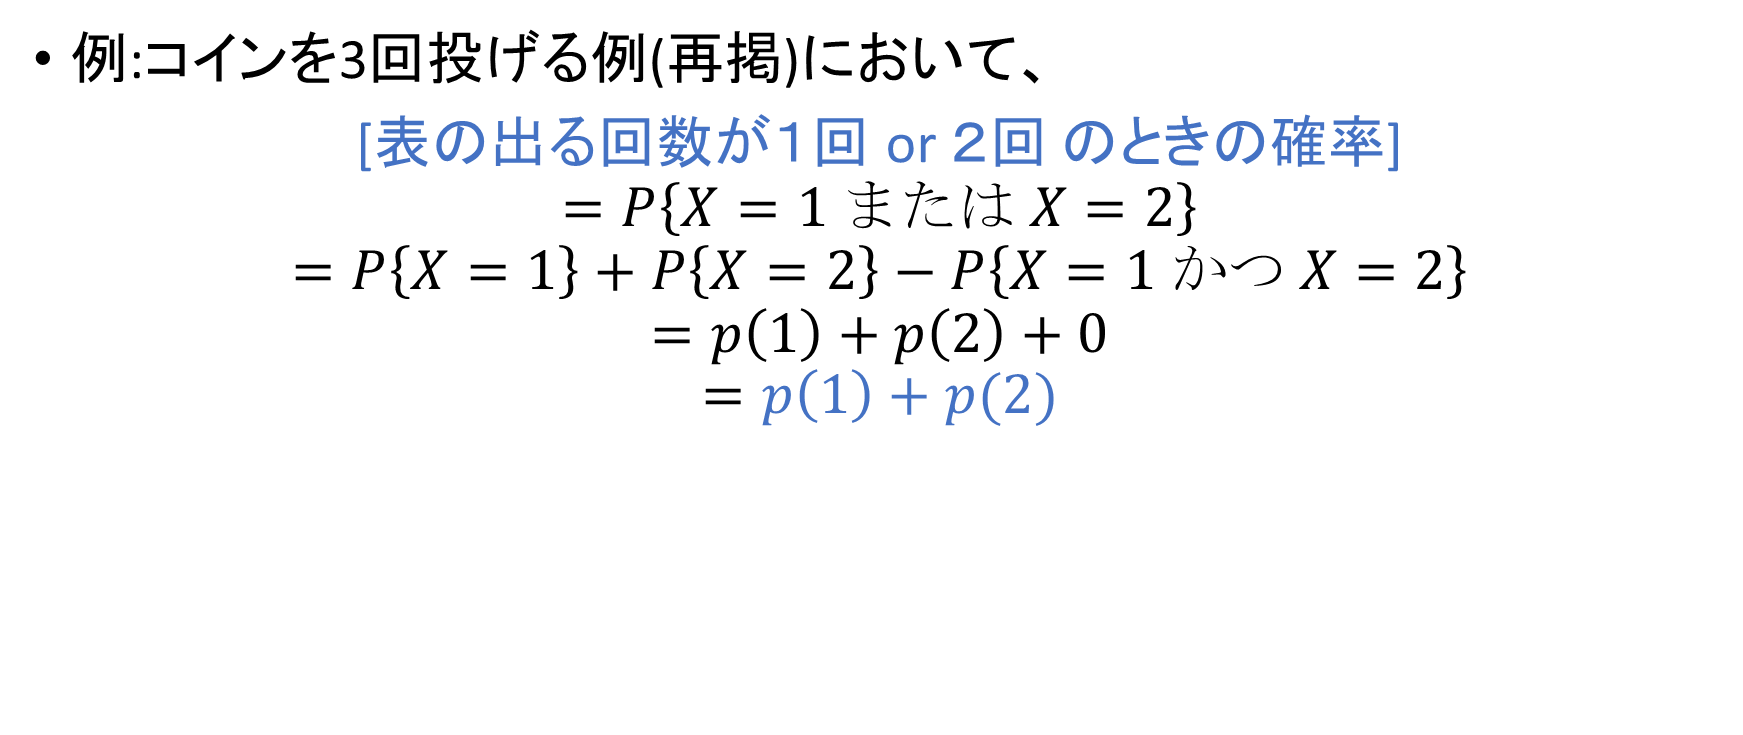 • 例:コインを3回投げる例(再掲)において、
[表の出る回数が１回 or ２回 のときの確率]
= P{X = 1 または X = 2}
= P{X = 1} + P{X = 2} − P{X = 1 かつ X = 2}
= p(1) + p(2) + 0
= p(1) + p(2)